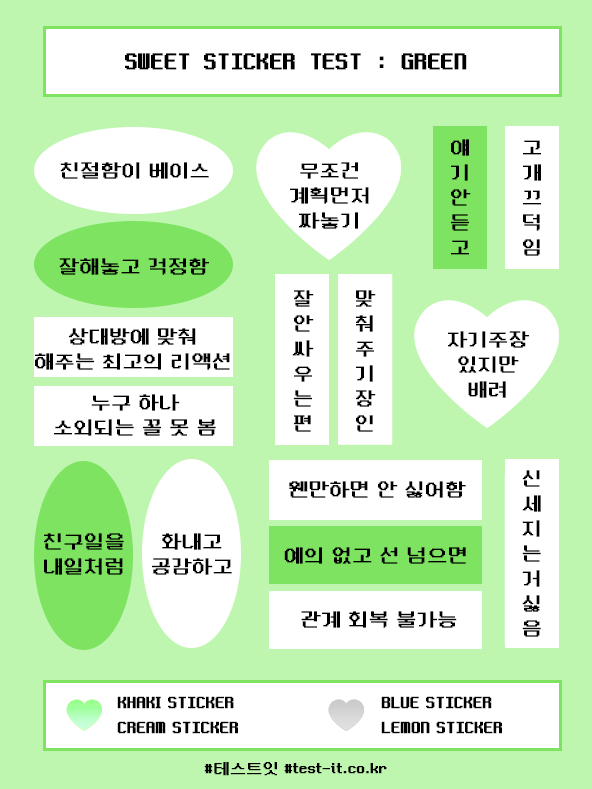 SWEET STICKER TEST : GREEN
친절함이 베이스
잘해놓고 걱정함
상대방에 맞춰
해주는 최고의 리액션
누구 하나
소외되는 꼴 못 봄
무조건
계획먼저
짜놓기
얘기안듣고
고개끄덕임
잘안싸우는편
맞춰주기장인
자기주장
있지만
배려
친구일을
내일처럼
화내고
공감하고
웬만하면 안 싫어함
예의 없고 선 넘으면
관계 회복 불가능
신세지는거싫음
KHAKI STICKER
CREAM STICKER
BLUE STICKER
LEMON STICKER
#테스트잇 #test-it.co.kr